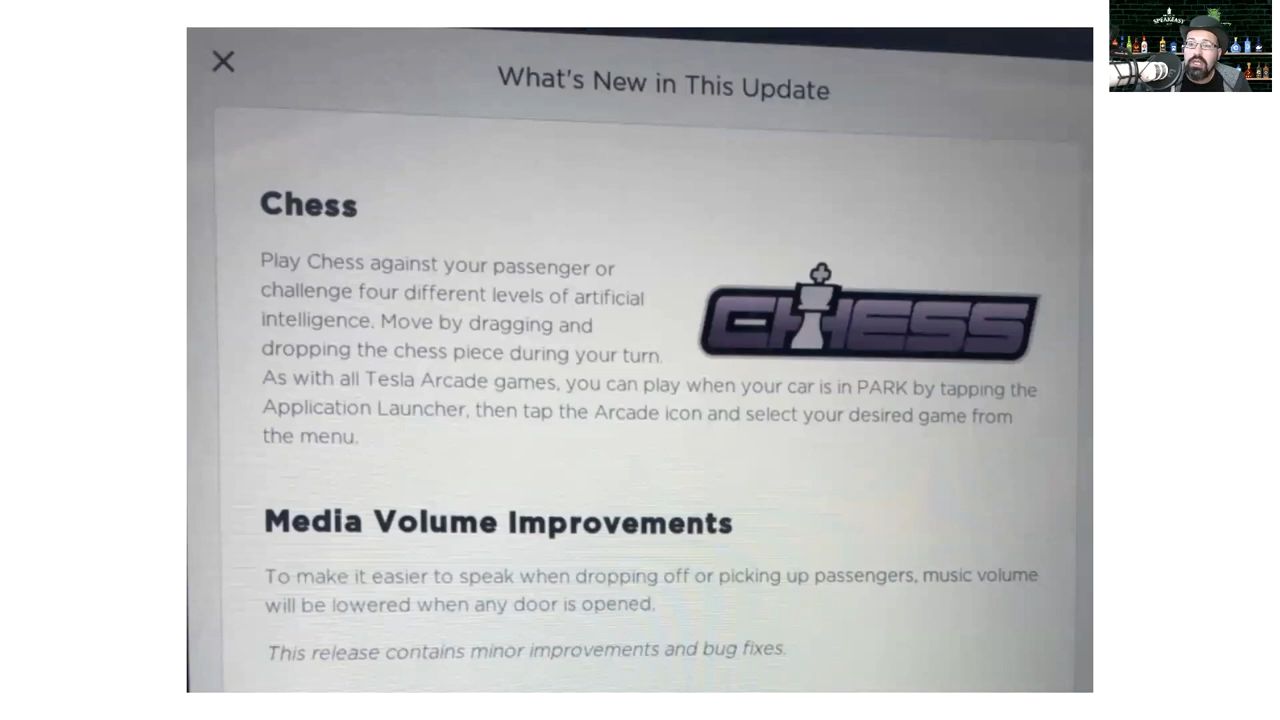 SPEAKEASY
What's New in This Update
Chess
Play Chess against your passenger or
challenge four different levels of artificial
intelligence. Move by dragging and
dropping the chess piece during your turn.
CHESS
As with all Tesla Arcade games, you can play when your car is in PARK by tapping the
Application Launcher, then tap the Arcade icon and select your desired game from
the menu.
Media Volume Improvements
To make it easier to speak when dropping off or picking up passengers, music volume
will be lowered when any door is opened.
This release contains minor improvements and bug fixes.